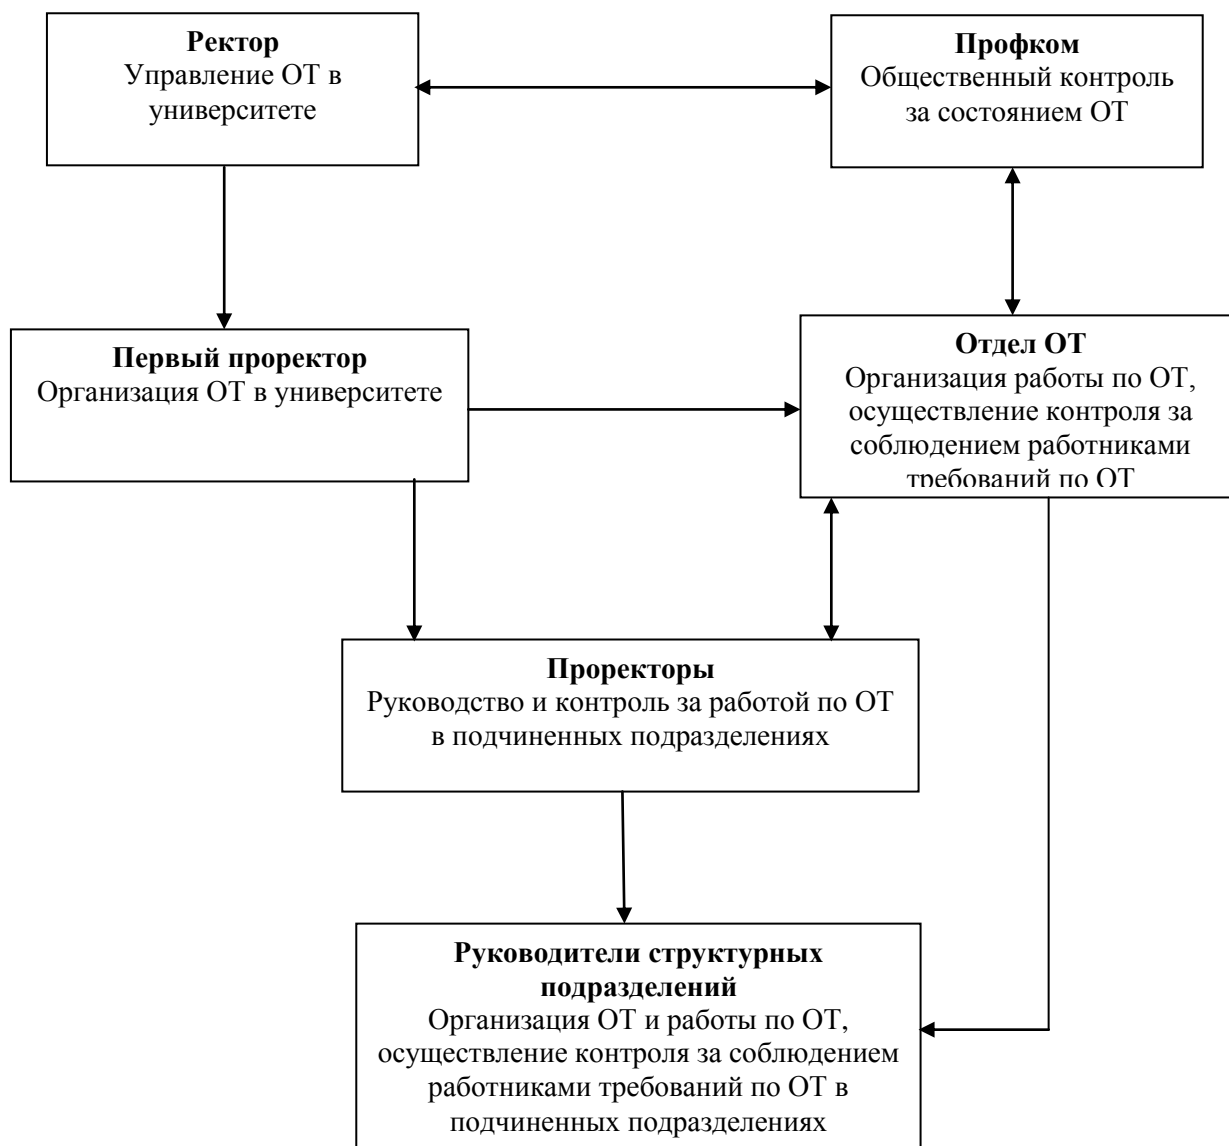 Ректор
Управление ОТ в
университете
Профком
Общественный контроль
за состоянием ОТ
Первый проректор
Организация ОТ в университете
Отдел ОТ
Организация работы по ОТ,
осуществление контроля за
соблюдением работниками
требований по ОТ
Проректоры
Руководство и контроль за работой по ОТ
в подчиненных подразделениях
Руководители структурных
подразделений
Организация ОТ и работы по ОТ,
осуществление контроля за соблюдением
работниками требований по ОТ в
подчиненных подразделениях